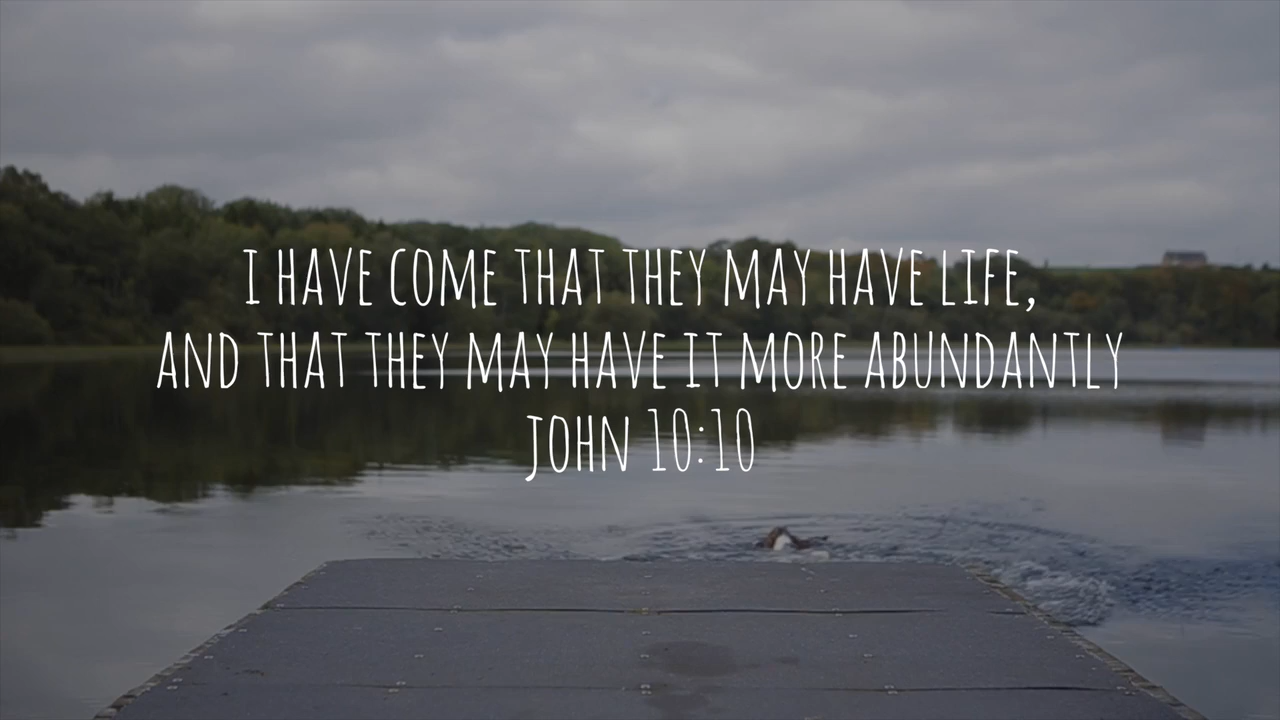 I HAVE COME THAT THEY MAY HAVE LIFE,
AND THAT THEY MAY HAVE IT MORE ABUNDANTLY
JOHN 10:10